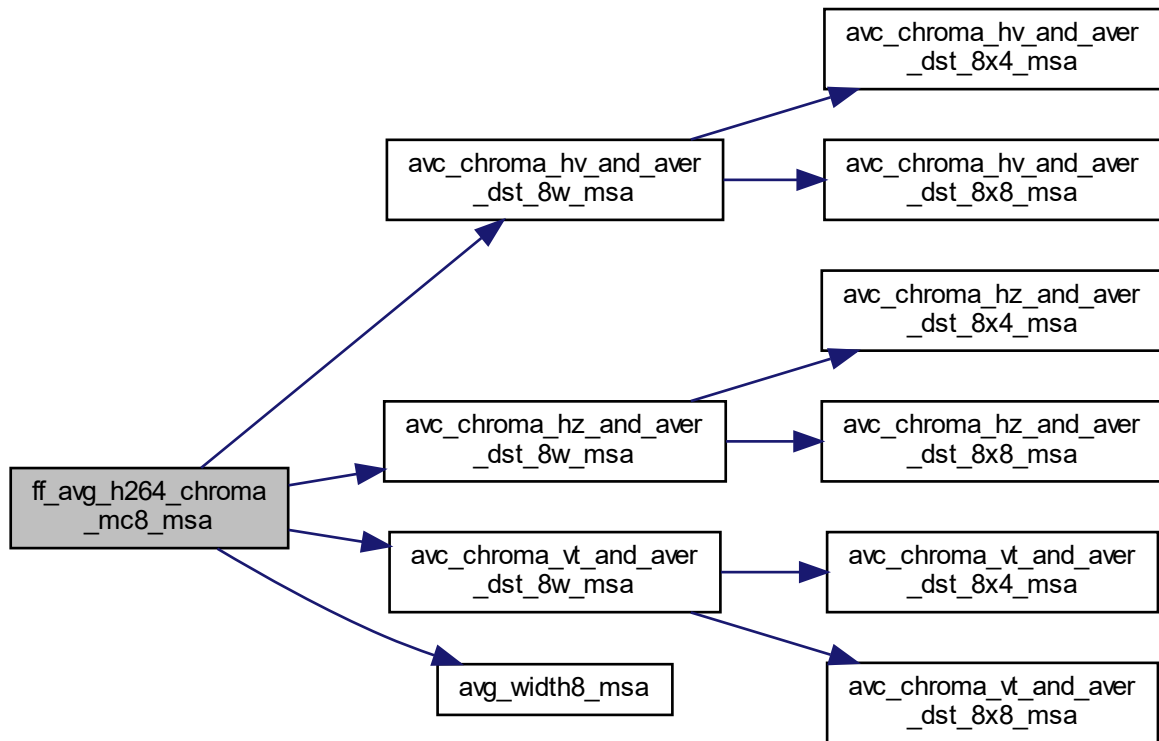 avc_chroma_hv_and_aver
_dst_8x4_msa
avc_chroma_hv_and_aver
_dst_8w_msa
avc_chroma_hv_and_aver
_dst_8x8_msa
avc_chroma_hz_and_aver
_dst_8x4_msa
avc_chroma_hz_and_aver
_dst_8w_msa
avc_chroma_hz_and_aver
_dst_8x8_msa
ff_avg_h264_chroma
_mc8_msa
avc_chroma_vt_and_aver
_dst_8w_msa
avc_chroma_vt_and_aver
_dst_8x4_msa
avg_width8_msa
avc_chroma_vt_and_aver
_dst_8x8_msa